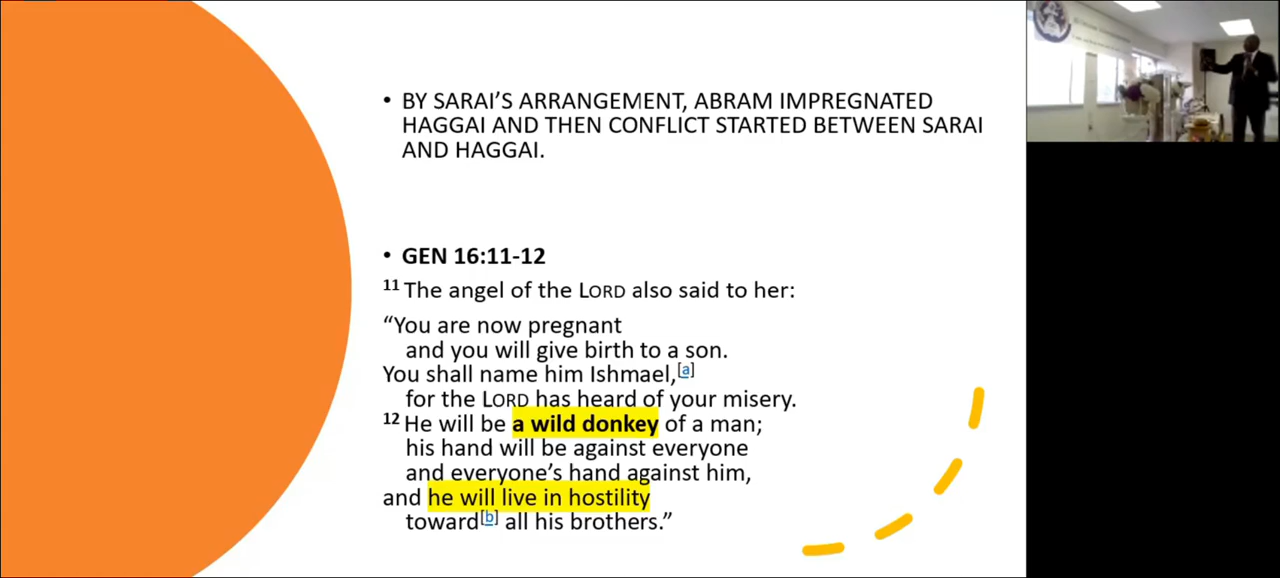 • BY SARAI’S ARRANGEMENT, ABRAM IMPREGNATED
HAGGAI AND THEN CONFLICT STARTED BETWEEN SARAI
AND HAGGAI.
• GEN 16:11-12
11 The angel of the LORD also said to her:
“You are now pregnant
and you will give birth to a son.
You shall name him Ishmael,[a]
for the LORD has heard of your misery.
12 He will be a wild donkey of a man;
his hand will be against everyone
and everyone’s hand against him,
and he will live in hostility
toward[b] all his brothers.”